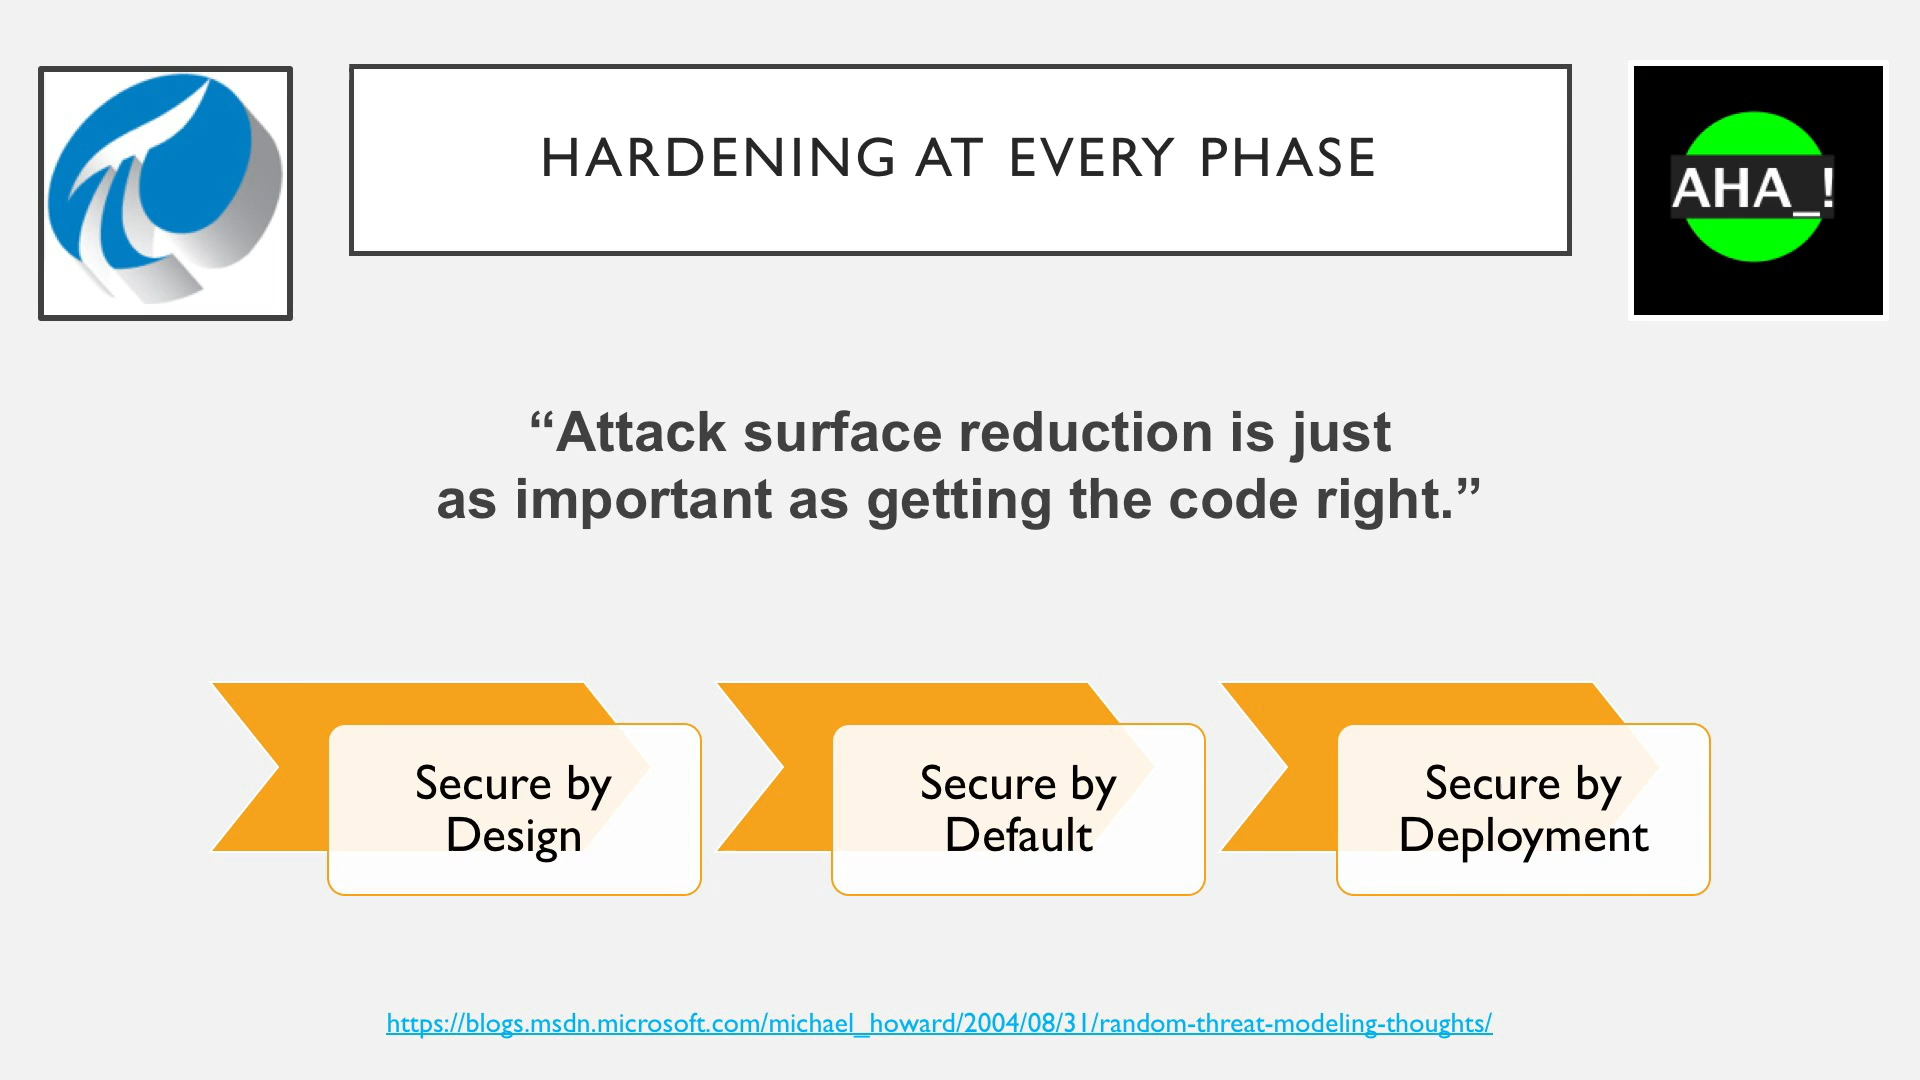 HARDENING AT EVERY PHASE
AHA_!
“Attack surface reduction is just
as important as getting the code right.”
Secure by
Design
Secure by
Default
Secure by
Deployment
https://blogs.msdn.microsoft.com/michael_howard/2004/08/31/random-threat-modeling-thoughts/